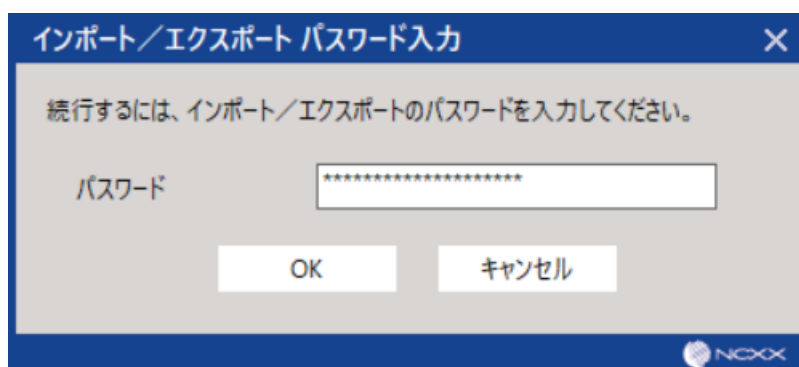 インポート／エクスポート パスワード入力
続行するには、インポート／エクスポートのパスワードを入力してください。
パスワード
********************
OK
キャンセル
NCXX